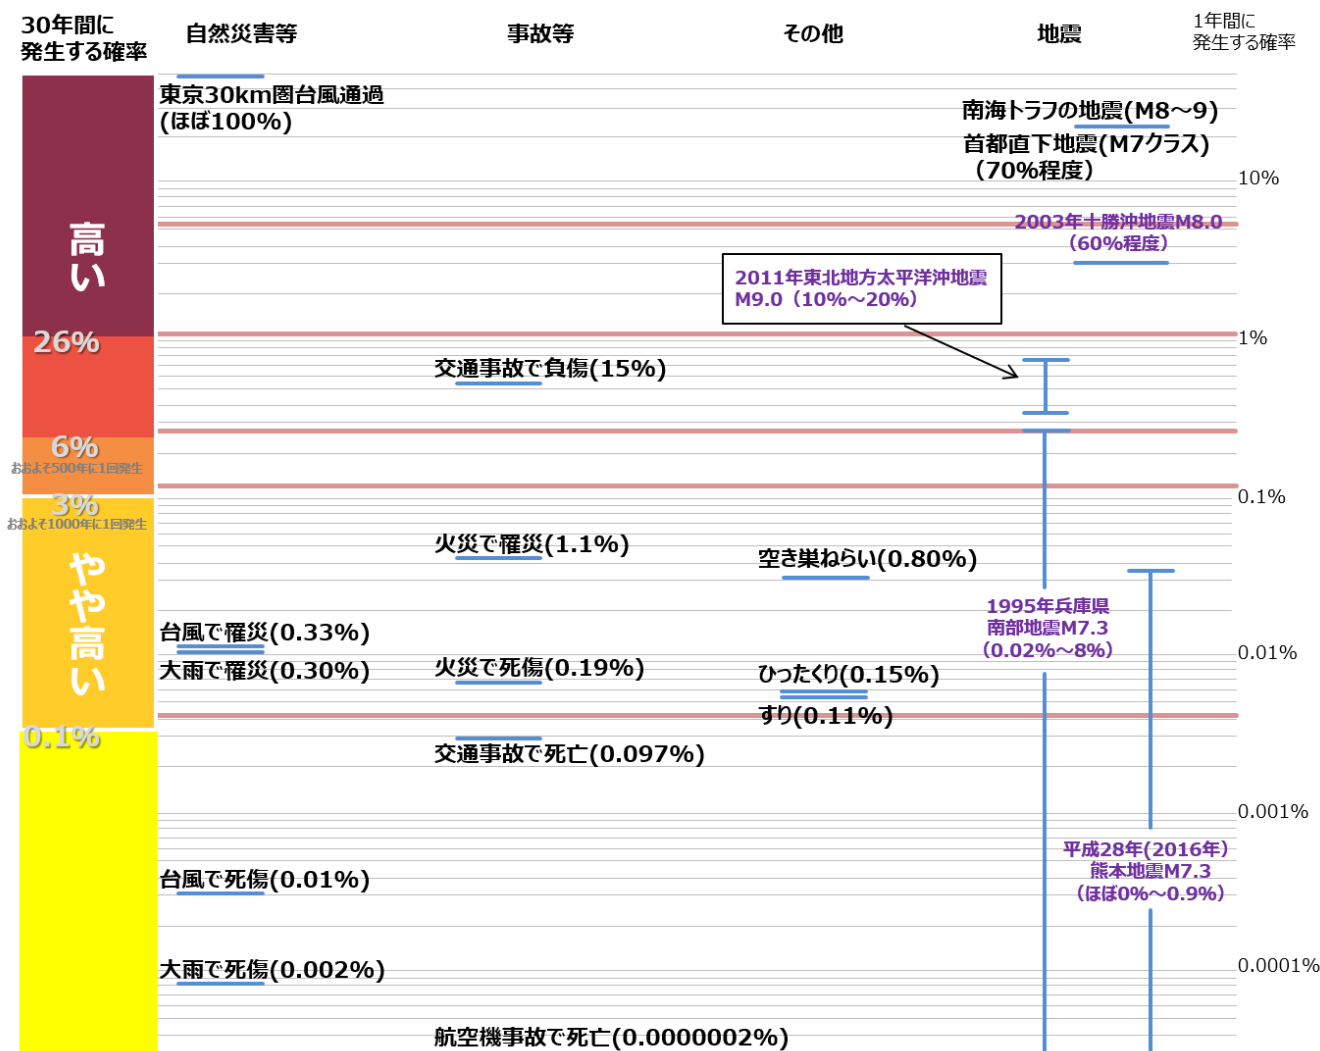 30年間に
発生する確率
自然災害等
事故等
その他
地震
1年間に
発生する確率
東京30km圏台風通過
(ほぼ100%)
南海トラフの地震(M8～9)
首都直下地震(M7クラス)
（70%程度）
10%
高い
2003年十勝沖地震M8.0
（60%程度）
2011年東北地方太平洋沖地震
M9.0（10%～20%）
26%
1%
交通事故で負傷(15%)
6%
おおよそ500年に1回発生
3%
0.1%
おおよそ1000年に1回発生
やや高い
火災で罹災(1.1%)
空き巣ねらい(0.80%)
1995年兵庫県
南部地震M7.3
（0.02%～8%）
台風で罹災(0.33%)
大雨で罹災(0.30%)
火災で死傷(0.19%)
ひったくり(0.15%)
0.01%
すり(0.11%)
0.1%
交通事故で死亡(0.097%)
0.001%
平成28年(2016年)
熊本地震M7.3
（ほぼ0%～0.9%）
台風で死傷(0.01%)
大雨で死傷(0.002%)
0.0001%
航空機事故で死亡(0.0000002%)